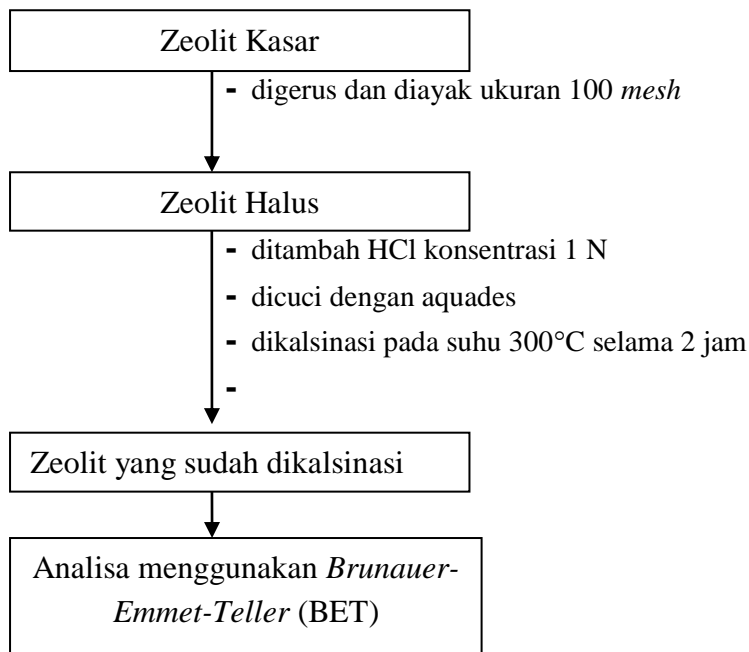 Zeolit Kasar
- digerus dan diayak ukuran 100 mesh
Zeolit Halus
- ditambah HCl konsentrasi 1 N
- dicuci dengan aquades
- dikalsinasi pada suhu 300°C selama 2 jam
-
Zeolit yang sudah dikalsinasi
Analisa menggunakan Brunauer-
Emmet-Teller (BET)